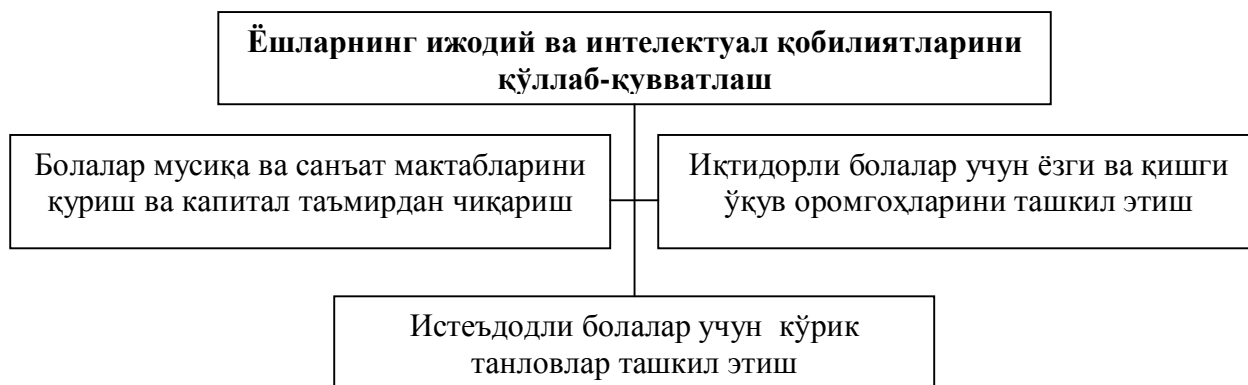 Ёшларнинг ижодий ва интелектуал қобилиятларини
қўллаб-қувватлаш
Болалар мусиқа ва санъат мактабларини
қуриш ва капитал таъмирдан чиқариш
Иқтидорли болалар учун ёзги ва қишги
ўқув оромгоҳларини ташкил этиш
Истеъдодли болалар учун кўрик
танловлар ташкил этиш